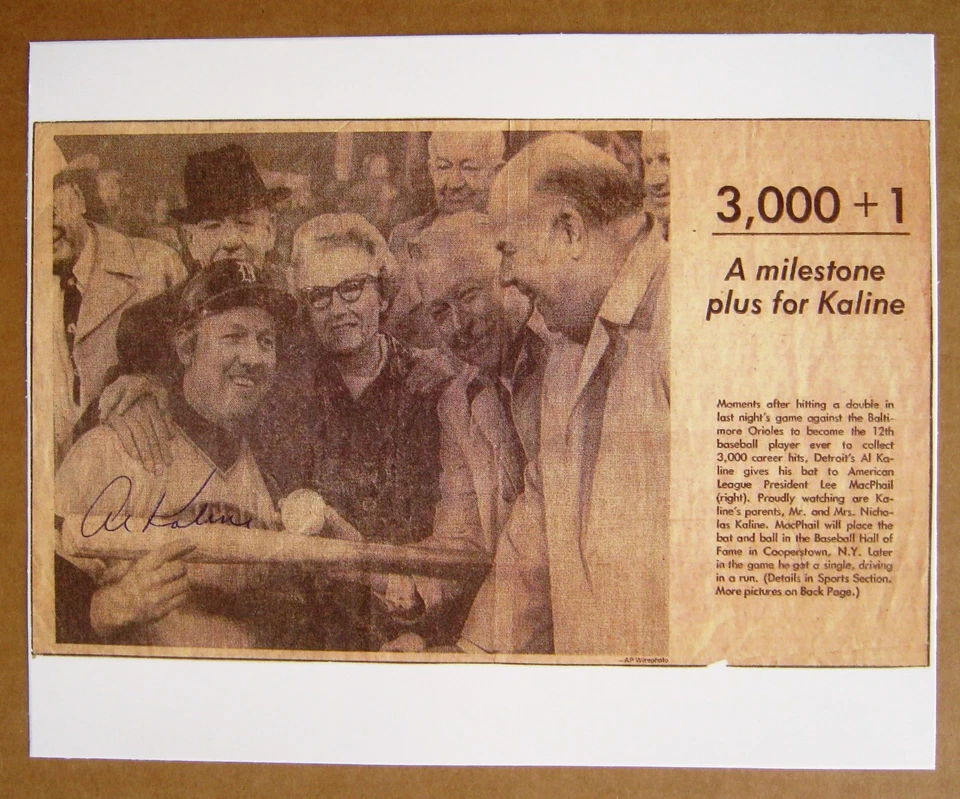 3,000 + 1
A milestone
plus for Kaline
Moments after hitting a double in
last night's game against the Balti-
more Orioles to become the 12th
baseball player ever to collect
3,000 career hits, Detroit's Al Ka-
line gives his bat to American
League President Lee MacPhail
(right). Proudly watching are Ka-
line's parents, Mr. and Mrs. Nicho-
las Kaline. MacPhail will place the
bat and ball in the Baseball Hall of
Fame in Cooperstown, N.Y. Later
in the game he got a single, driving
in a run. (Details in Sports Section.
More pictures on Back Page.)
D
Al Kaline
—AP Wirephoto